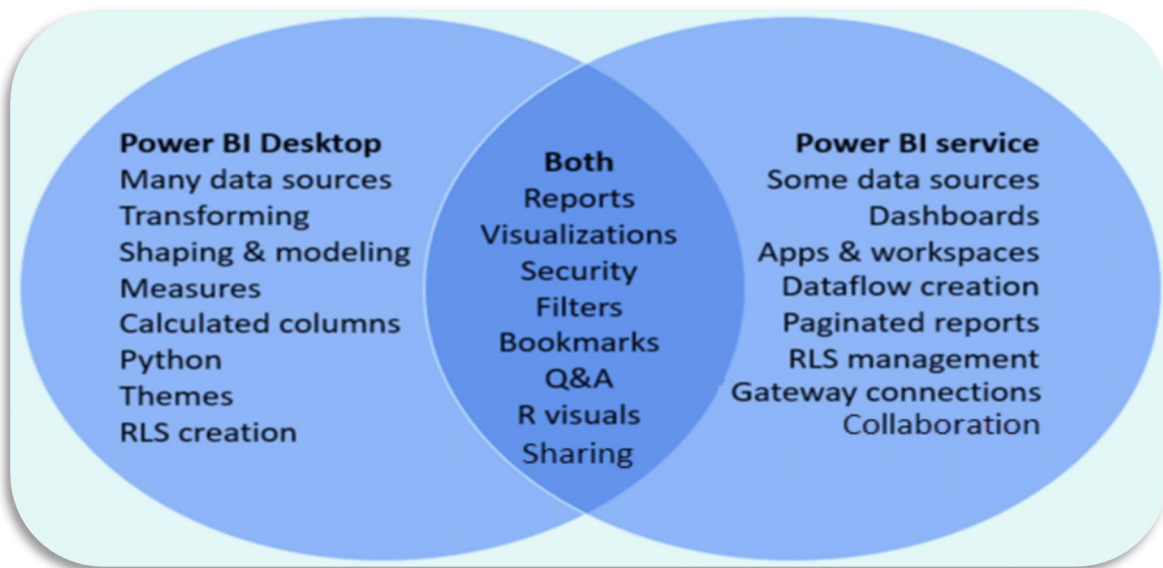 Power BI Desktop
Many data sources
Transforming
Shaping & modeling
Measures
Calculated columns
Python
Themes
RLS creation
Both
Reports
Visualizations
Security
Filters
Bookmarks
Q&A
R visuals
Sharing
Power BI service
Some data sources
Dashboards
Apps & workspaces
Dataflow creation
Paginated reports
RLS management
Gateway connections
Collaboration